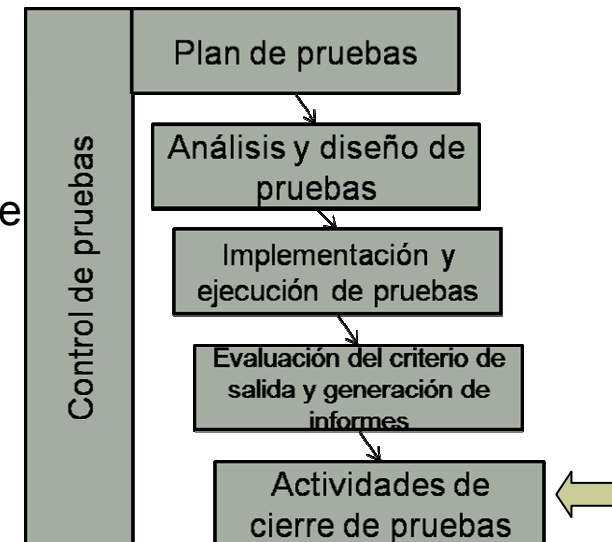 Plan de pruebas
Análisis y diseño de
pruebas
e
Control de pruebas
Implementación y
ejecución de pruebas
Evaluación del criterio de
salida y generación de
informes
Actividades de
cierre de pruebas